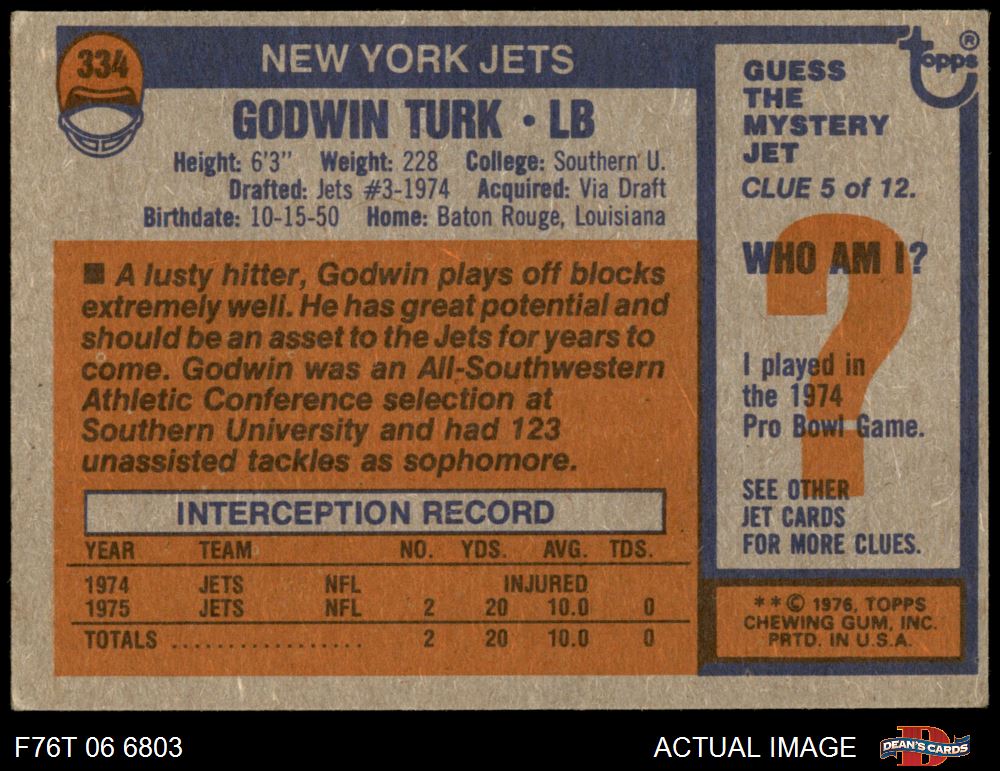 334
NEW YORK JETS
GODWIN TURK • LB
Height: 6'3" Weight: 228 College: Southern U.
Drafted: Jets #3-1974 Acquired: Via Draft
Birthdate: 10-15-50 Home: Baton Rouge, Louisiana
■ A lusty hitter, Godwin plays off blocks
extremely well. He has great potential and
should be an asset to the Jets for years to
come. Godwin was an All-Southwestern
Athletic Conference selection at
Southern University and had 123
unassisted tackles as sophomore.
INTERCEPTION RECORD
YEAR TEAM NO. YDS. AVG. TDS.
1974 JETS NFL INJURED
1975 JETS NFL 2 20 10.0 0
TOTALS ................. 2 20 10.0 0
topps®
GUESS
THE
MYSTERY
JET
CLUE 5 of 12.
WHO AM I?
?
I played in
the 1974
Pro Bowl Game.
SEE OTHER
JET CARDS
FOR MORE CLUES.
* * © 1976, TOPPS
CHEWING GUM, INC.
PRTD. IN U.S.A.
F76T 06 6803
ACTUAL IMAGE
D
DEAN'S CARDS